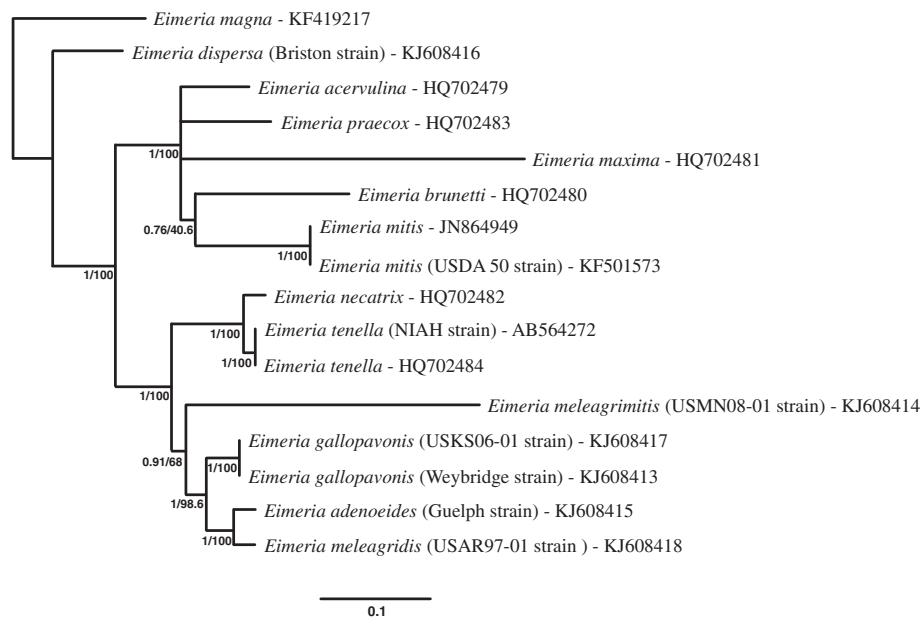 Eimeria magna - KF419217
Eimeria dispersa (Briston strain) - KJ608416
Eimeria acervulina - HQ702479
Eimeria praecox - HQ702483
1/100
Eimeria maxima - HQ702481
Eimeria brunetti - HQ702480
0.76/40.6
Eimeria mitis - JN864949
1/100
Eimeria mitis (USDA 50 strain) - KF501573
1/100
Eimeria necatrix - HQ702482
1/100
Eimeria tenella (NIAH strain) - AB564272
1/100
Eimeria tenella - HQ702484
1/100
Eimeria meleagrimitis (USMN08-01 strain) - KJ608414
Eimeria gallopavonis (USKS06-01 strain) - KJ608417
0.91/68
1/100
Eimeria gallopavonis (Weybridge strain) - KJ608413
1/98.6
Eimeria adenoeides (Guelph strain) - KJ608415
1/100
Eimeria meleagridis (USAR97-01 strain ) - KJ608418
0.1